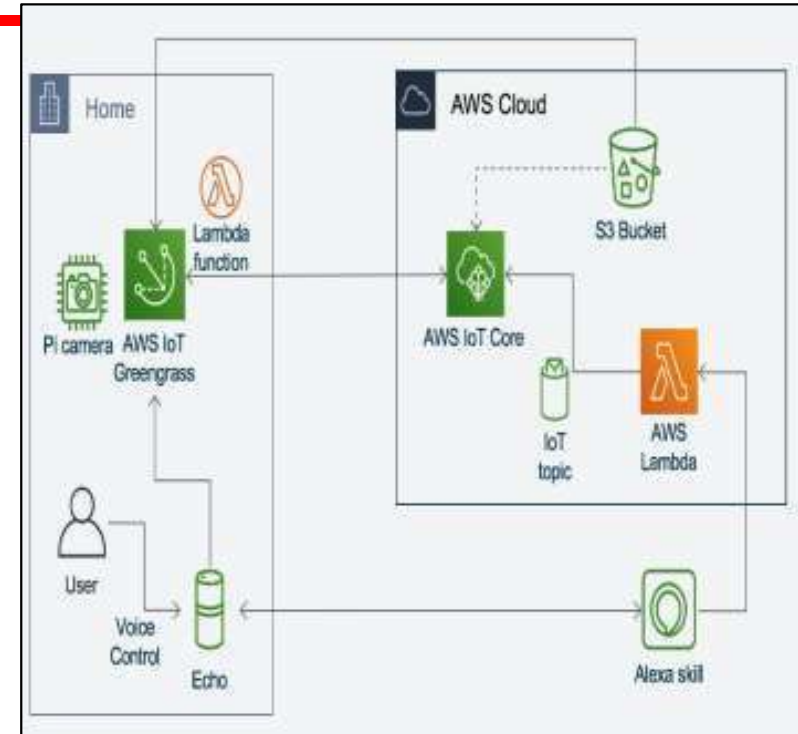 Home
AWS Cloud
Lambda
function
S3 Bucket
Pi camera
AWS IoT
Greengrass
AWS IoT Core
IoT
topic
AWS
Lambda
User
Voice
Control
Echo
Alexa skill